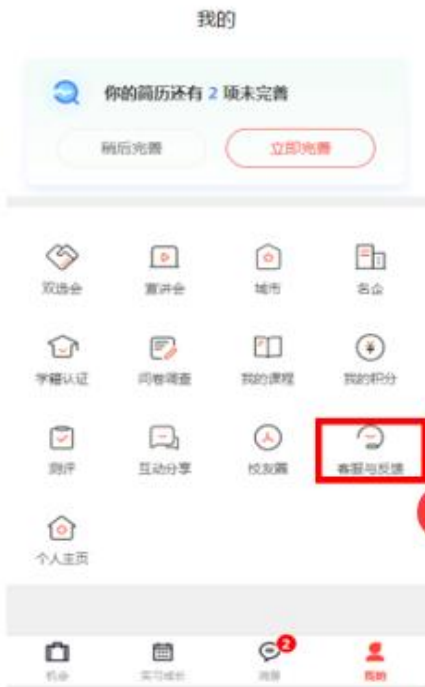 我的
你的简历还有 2 项未完善
稍后完善
立即完善
双选会
宣讲会
城市
名企
学籍认证
问卷调查
我的课程
我的积分
测评
互动分享
校友圈
客服与反馈
个人主页
2
机会
实习成长
消息
我的